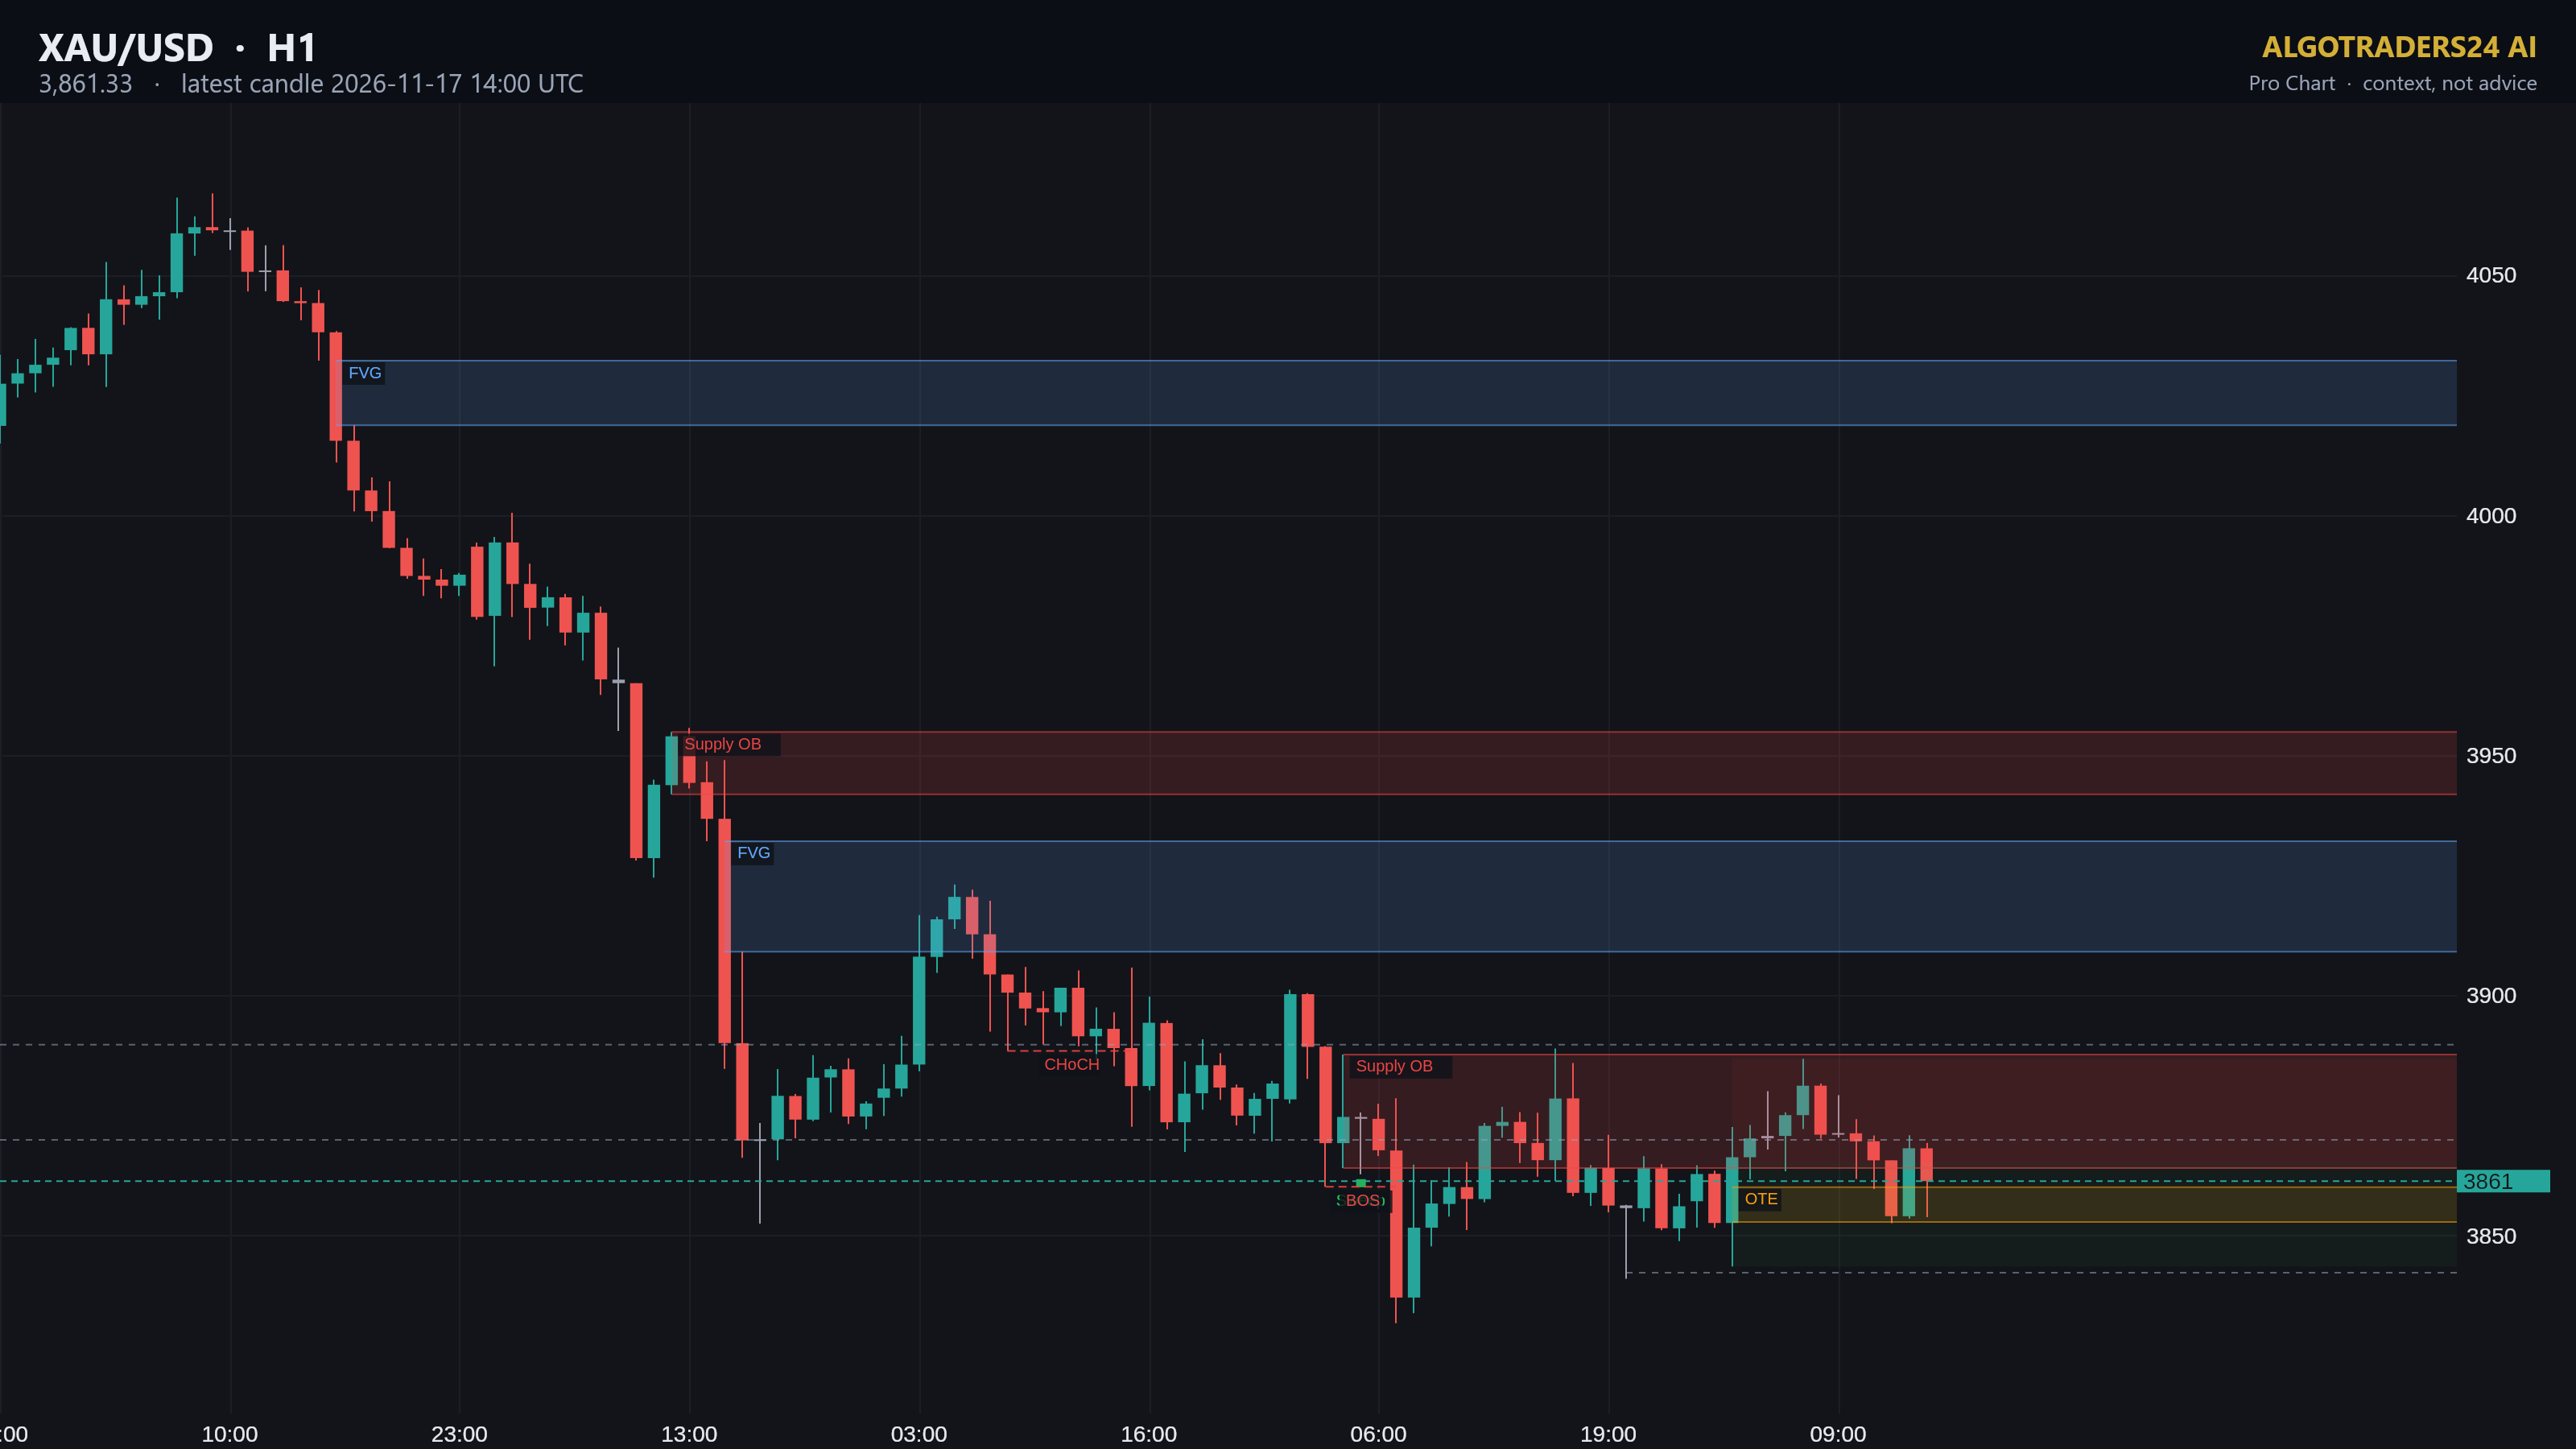 XAU/USD · H1
3,861.33 · latest candle 2026-11-17 14:00 UTC
ALGOTRADERS24 AI
Pro Chart · context, not advice
4050
FVG
4000
Supply OB
3950
FVG
3900
CHoCH
Supply OB
3861
BOS
OTE
3850
:00
10:00
23:00
13:00
03:00
16:00
06:00
19:00
09:00